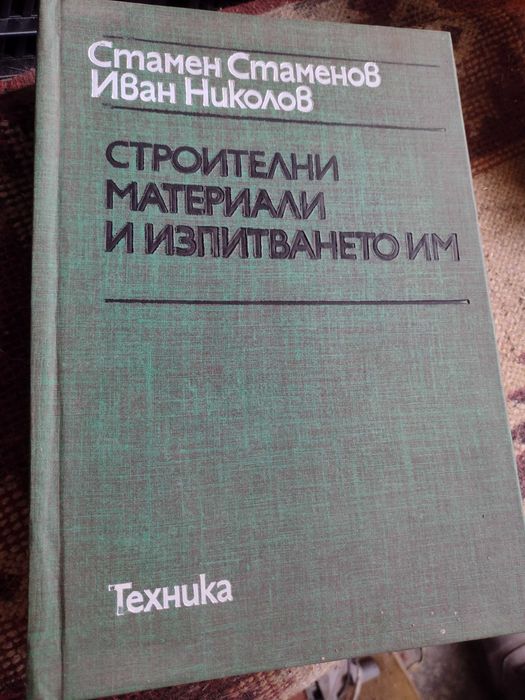 Стамен Стаменов
Иван Николов
СТРОИТЕЛНИ
МАТЕРИАЛИ
И ИЗПИТВАНЕТО ИМ
Техника